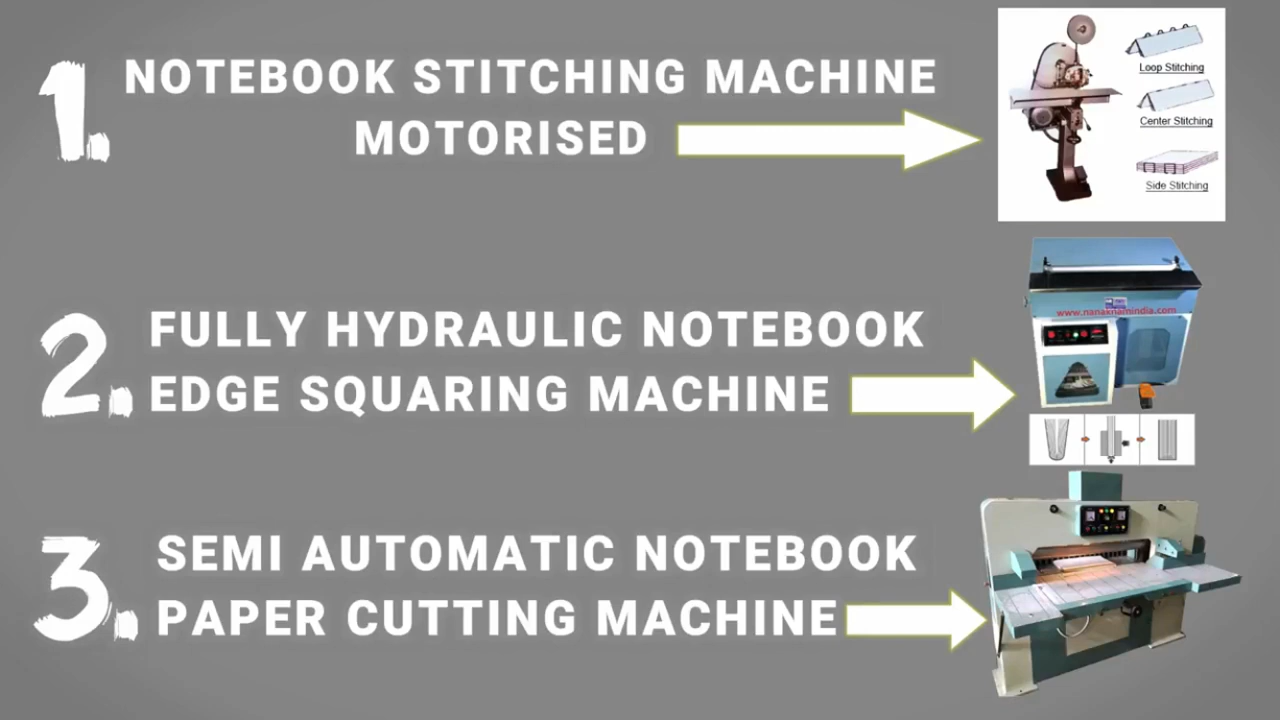 1. NOTEBOOK STITCHING MACHINE
MOTORISED
Loop Stitching
Center Stitching
Side Stitching
2. FULLY HYDRAULIC NOTEBOOK
EDGE SQUARING MACHINE
www.nanaknamindia.com
3. SEMI AUTOMATIC NOTEBOOK
PAPER CUTTING MACHINE